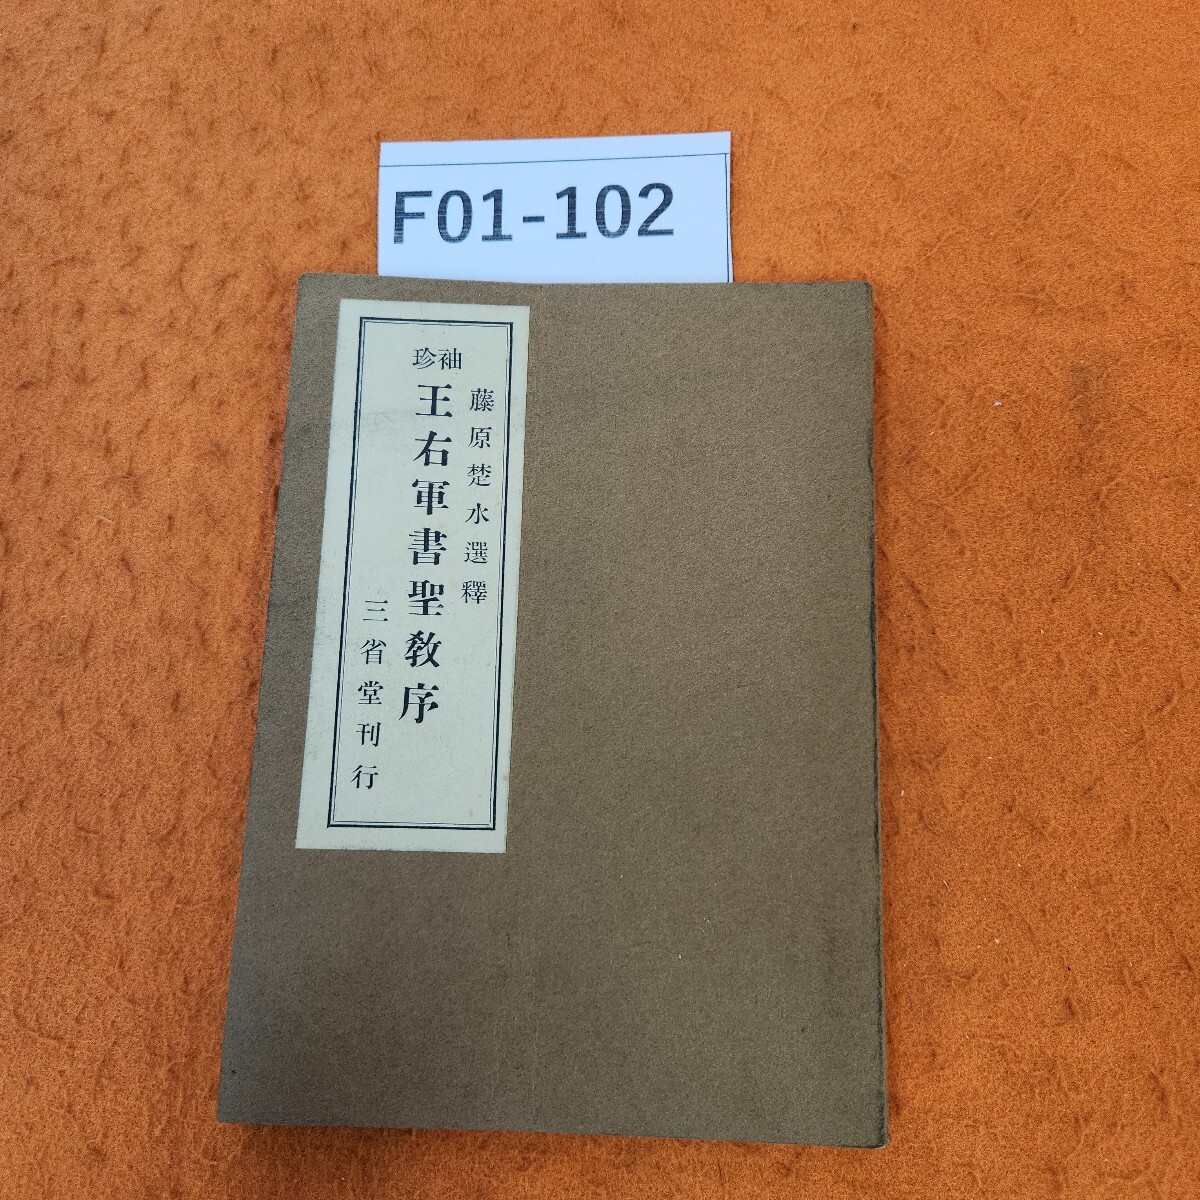 F01-102
藤原楚水選釋
袖珍
王右軍書聖教序
三省堂刊行